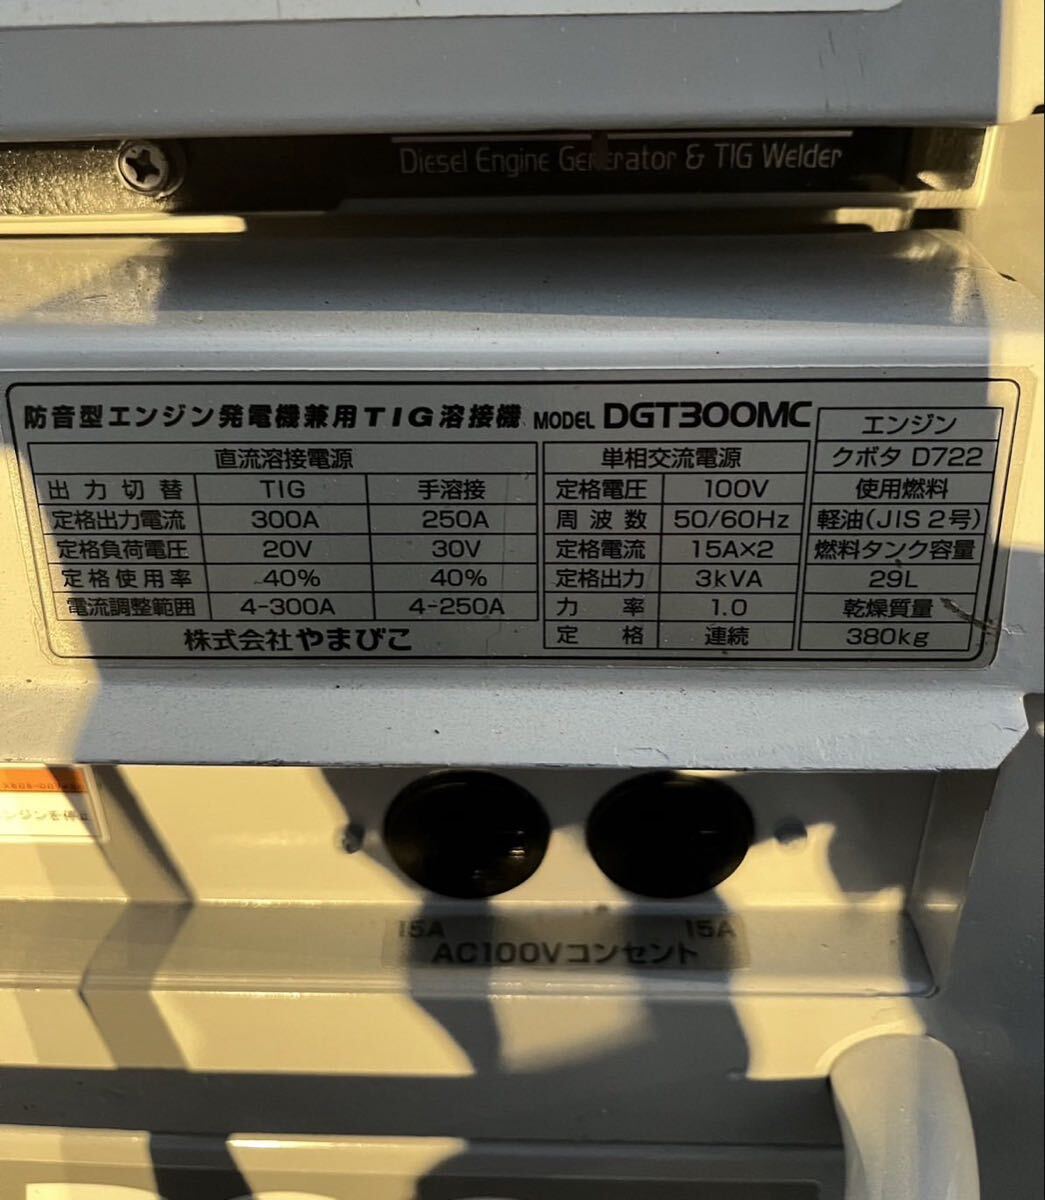 Diesel Engine Generator & TIG Welder
防音型エンジン発電機兼用TIG溶接機 MODEL DGT300MC
直流溶接電源
出力切替 TIG 手溶接
定格出力電流 300A 250A
定格負荷電圧 20V 30V
定格使用率 40% 40%
電流調整範囲 4-300A 4-250A
株式会社やまびこ
単相交流電源
定格電圧 100V
周波数 50/60Hz
定格電流 15A×2
定格出力 3kVA
力率 1.0
定格 連続
エンジン
クボタ D722
使用燃料
軽油(JIS 2号)
燃料タンク容量
29L
乾燥質量
380kg
ンジンを停止
15A 15A
AC100Vコンセント